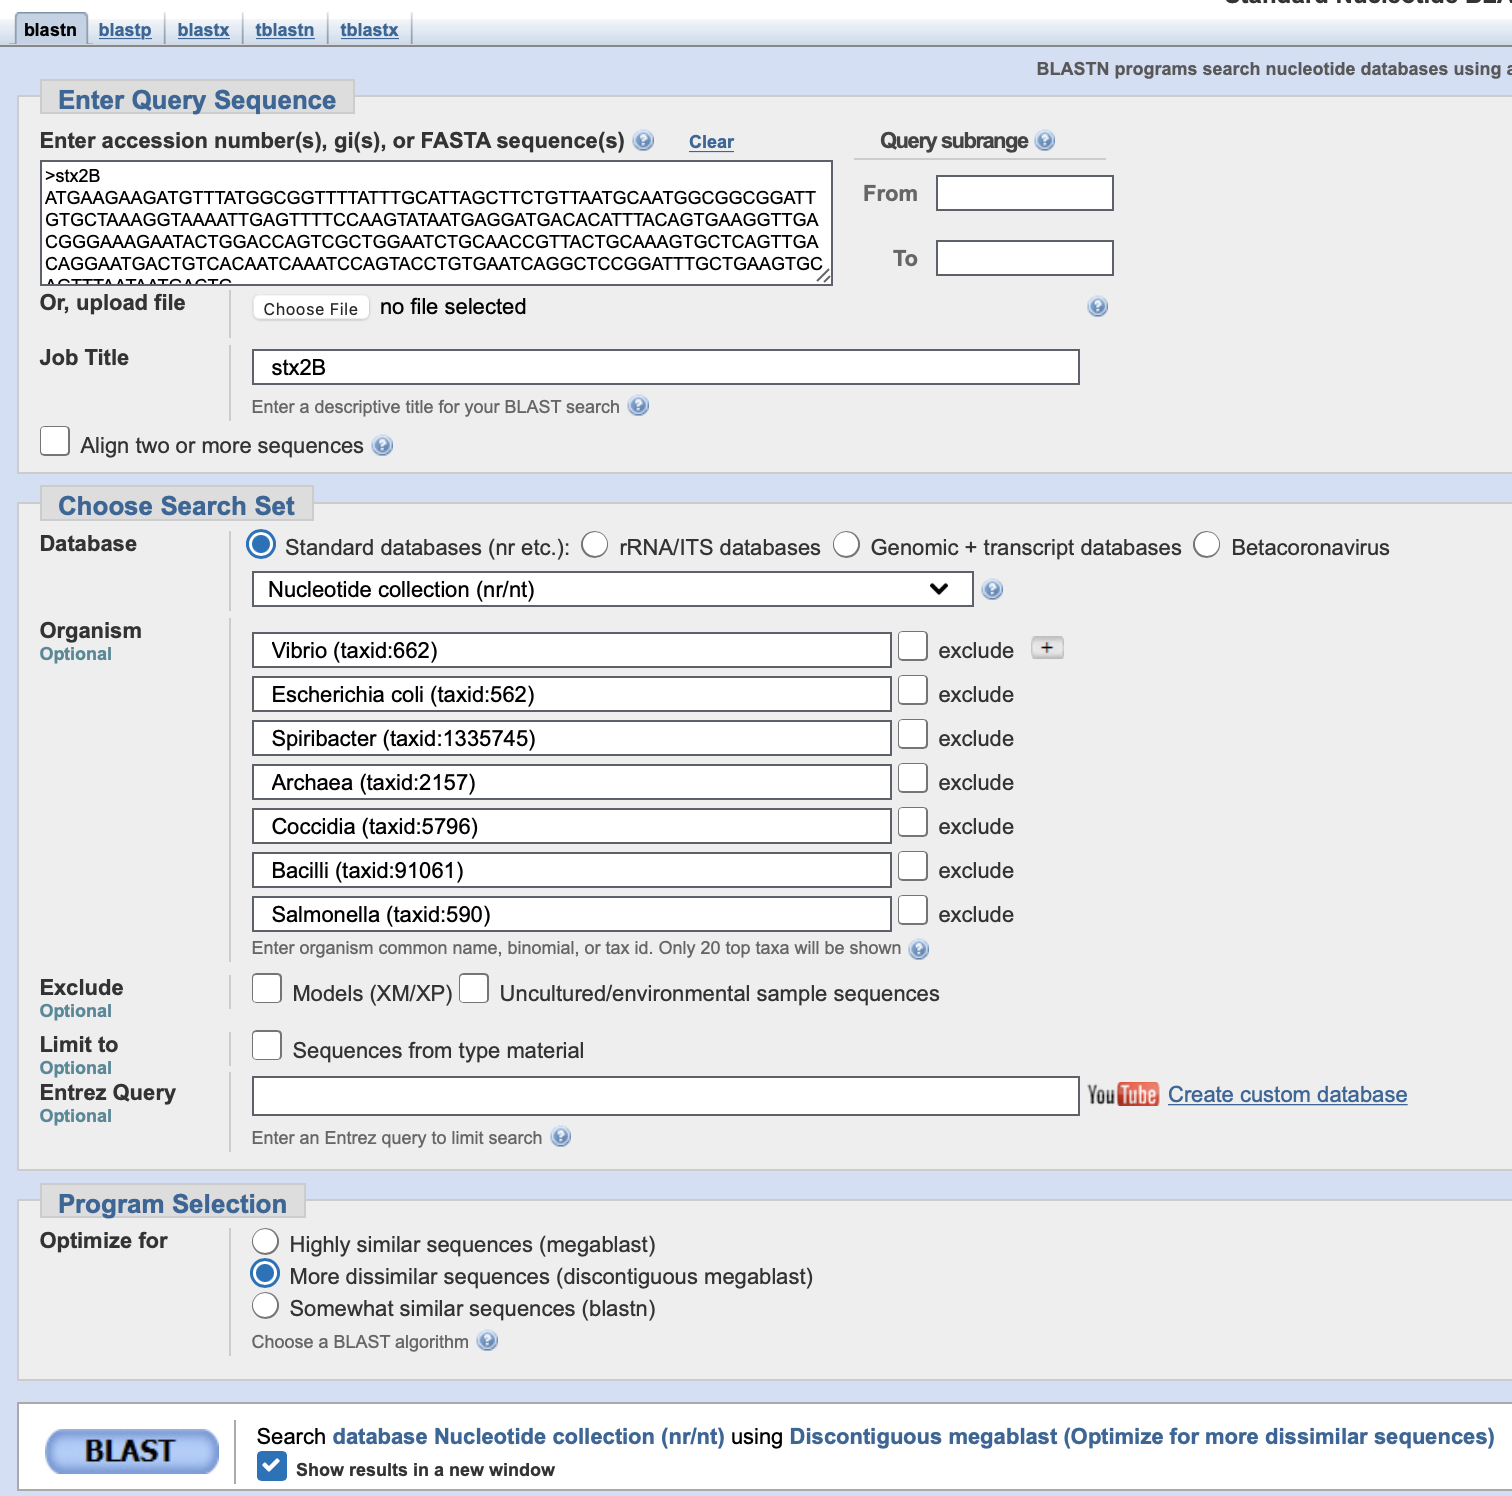 Standard Nucleotide BLA
blastn blastp blastx tblastn tblastx
BLASTN programs search nucleotide databases using a
Enter Query Sequence
Enter accession number(s), gi(s), or FASTA sequence(s) Clear Query subrange
>stx2B
ATGAAGAAGATGTTTATGGCGGTTTTATTTGCATTAGCTTCTGTTAATGCAATGGCGGCGGATT
GTGCTAAAGGTAAAATTGAGTTTTCCAAGTATAATGAGGATGACACATTTACAGTGAAGGTTGA
CGGGAAAGAATACTGGACCAGTCGCTGGAATCTGCAACCGTTACTGCAAAGTGCTCAGTTGA
CAGGAATGACTGTCACAATCAAATCCAGTACCTGTGAATCAGGCTCCGGATTTGCTGAAGTGC
AGTTTAATAATGACTG
From
To
Or, upload file Choose File no file selected
Job Title stx2B
Enter a descriptive title for your BLAST search
Align two or more sequences
Choose Search Set
Database Standard databases (nr etc.): rRNA/ITS databases Genomic + transcript databases Betacoronavirus
Nucleotide collection (nr/nt)
Organism
Optional
Vibrio (taxid:662) exclude +
Escherichia coli (taxid:562) exclude
Spiribacter (taxid:1335745) exclude
Archaea (taxid:2157) exclude
Coccidia (taxid:5796) exclude
Bacilli (taxid:91061) exclude
Salmonella (taxid:590) exclude
Enter organism common name, binomial, or tax id. Only 20 top taxa will be shown
Exclude
Optional
Models (XM/XP) Uncultured/environmental sample sequences
Limit to
Optional
Sequences from type material
Entrez Query
Optional
YouTube Create custom database
Enter an Entrez query to limit search
Program Selection
Optimize for
Highly similar sequences (megablast)
More dissimilar sequences (discontiguous megablast)
Somewhat similar sequences (blastn)
Choose a BLAST algorithm
BLAST
Search database Nucleotide collection (nr/nt) using Discontiguous megablast (Optimize for more dissimilar sequences)
Show results in a new window